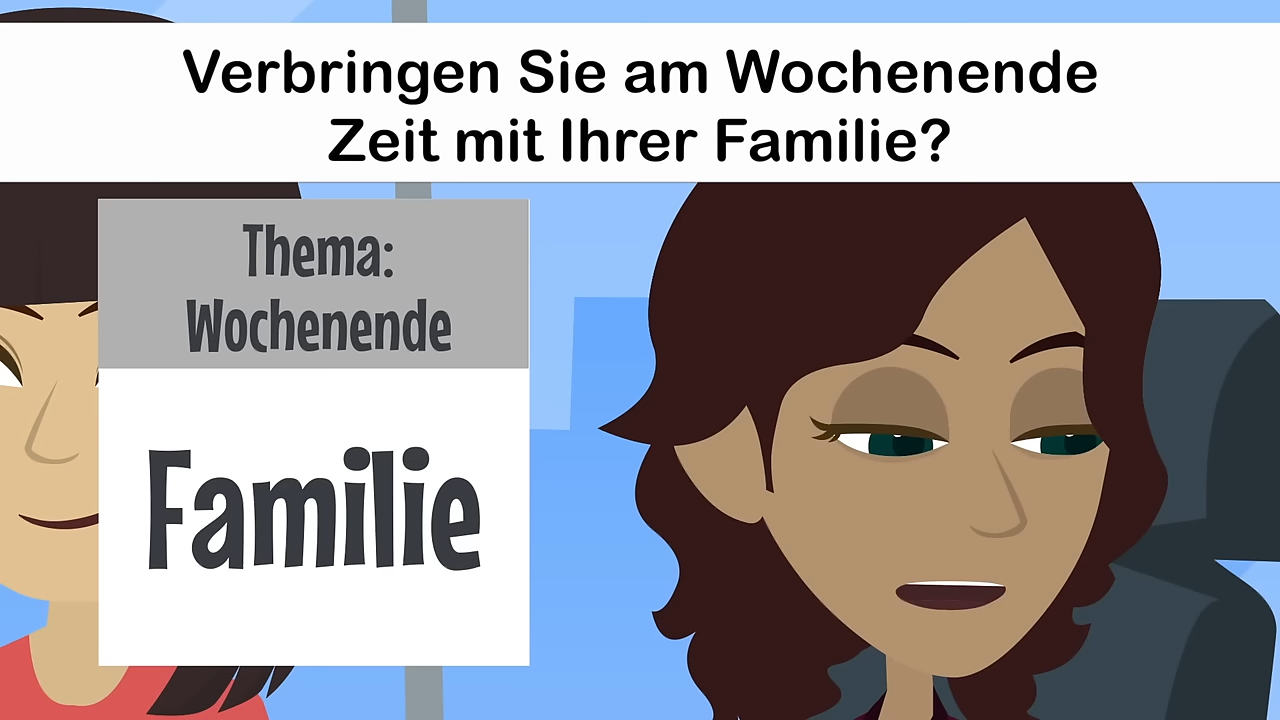 Verbringen Sie am Wochenende
Zeit mit Ihrer Familie?
Thema:
Wochenende
Familie